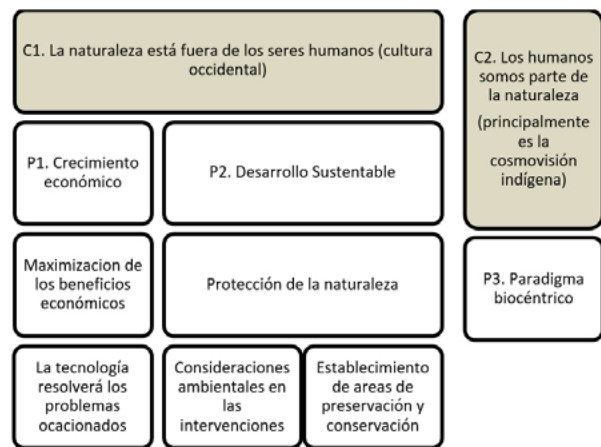 C1. La naturaleza está fuera de los seres humanos (cultura
occidental)
C2. Los humanos
somos parte de
la naturaleza
(principalmente
es la
cosmovisión
indígena)
P1. Crecimiento
económico
P2. Desarrollo Sustentable
Maximizacion de
los beneficios
económicos
Protección de la naturaleza
P3. Paradigma
biocéntrico
La tecnología
resolverá los
problemas
ocacionados
Consideraciones
ambientales en
las
intervenciones
Establecimiento
de areas de
preservación y
conservación